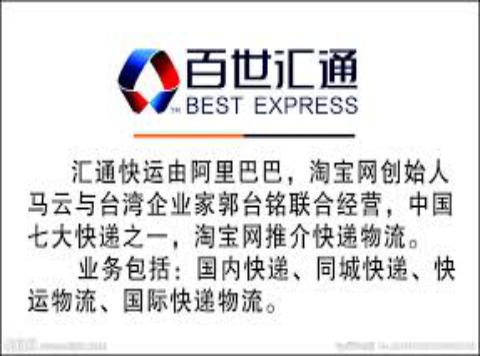 百世汇通
TM BEST EXPRESS
汇通快运由阿里巴巴，淘宝网创始人
马云与台湾企业家郭台铭联合经营，中国
七大快递之一，淘宝网推介快递物流。
业务包括：国内快递、同城快递、快
运物流、国际快递物流。